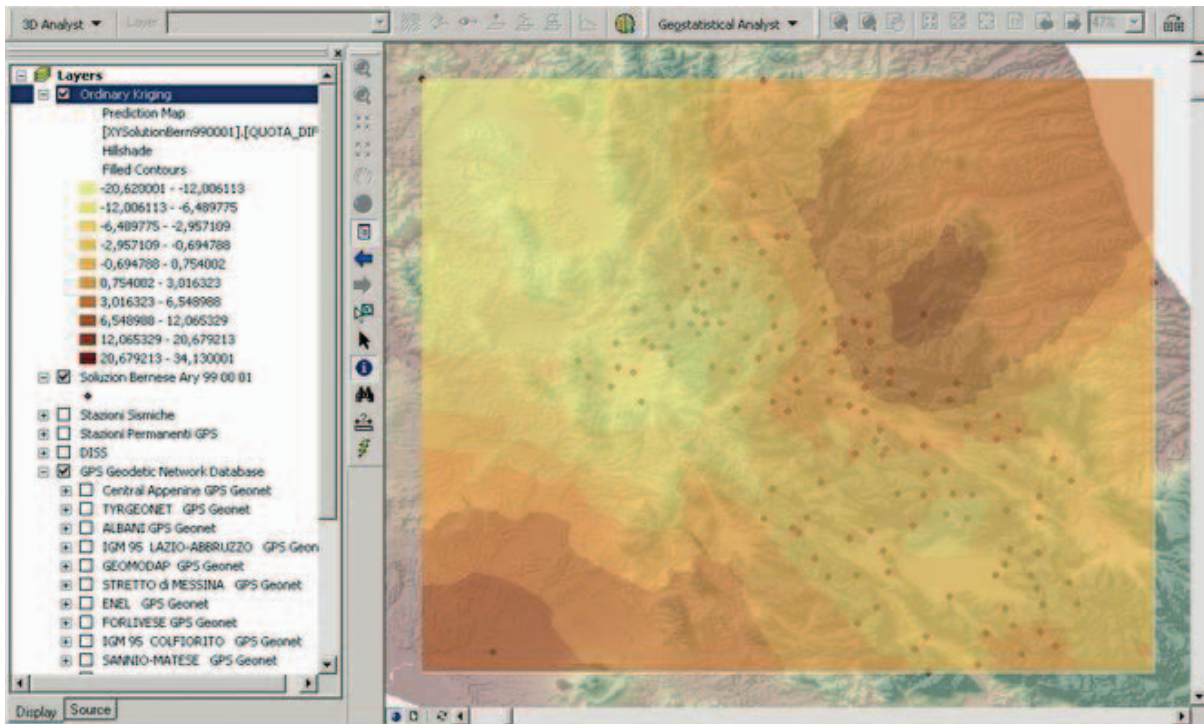 3D Analyst
Layer
Geostatistical Analyst
47%
Layers
Ordinary Kriging
Prediction Map
[XYSolutionBern990001].[QUOTA_DIF
Hillshade
Filled Contours
-20,620001 - -12,006113
-12,006113 - -6,489775
-6,489775 - -2,957109
-2,957109 - -0,694788
-0,694788 - 0,754002
0,754002 - 3,016323
3,016323 - 6,548988
6,548988 - 12,065329
12,065329 - 20,679213
20,679213 - 34,130001
Soluzion Bernese Ary 99 00 01
Stazioni Sismiche
Stazioni Permanenti GPS
DISS
GPS Geodetic Network Database
Central Appenine GPS Geonet
TYRGEONET GPS Geonet
ALBANI GPS Geonet
IGM 95 LAZIO-ABBRUZZO GPS Geon
GEOMODAP GPS Geonet
STRETTO di MESSINA GPS Geonet
ENEL GPS Geonet
FORLIVESE GPS Geonet
IGM 95 COLFIORITO GPS Geonet
SANNIO-MATESE GPS Geonet
Display
Source